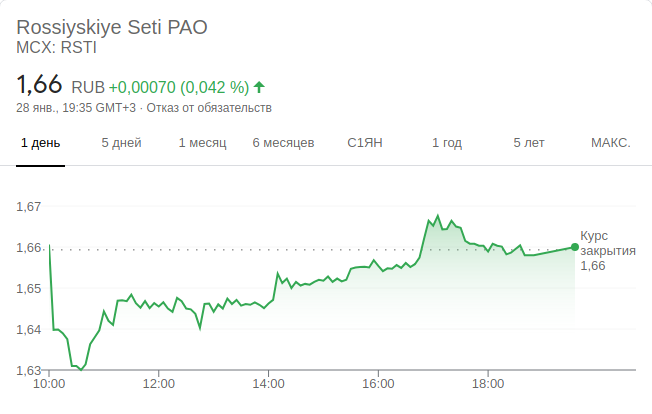 Rossiyskiye Seti PAO
MCX: RSTI
1,66 RUB +0,00070 (0,042 %)
28 янв., 19:35 GMT+3 · Отказ от обязательств
1 день 5 дней 1 месяц 6 месяцев С1ЯН 1 год 5 лет МАКС.
1,67
1,66
1,65
1,64
1,63
Курс
закрытия
1,66
10:00 12:00 14:00 16:00 18:00